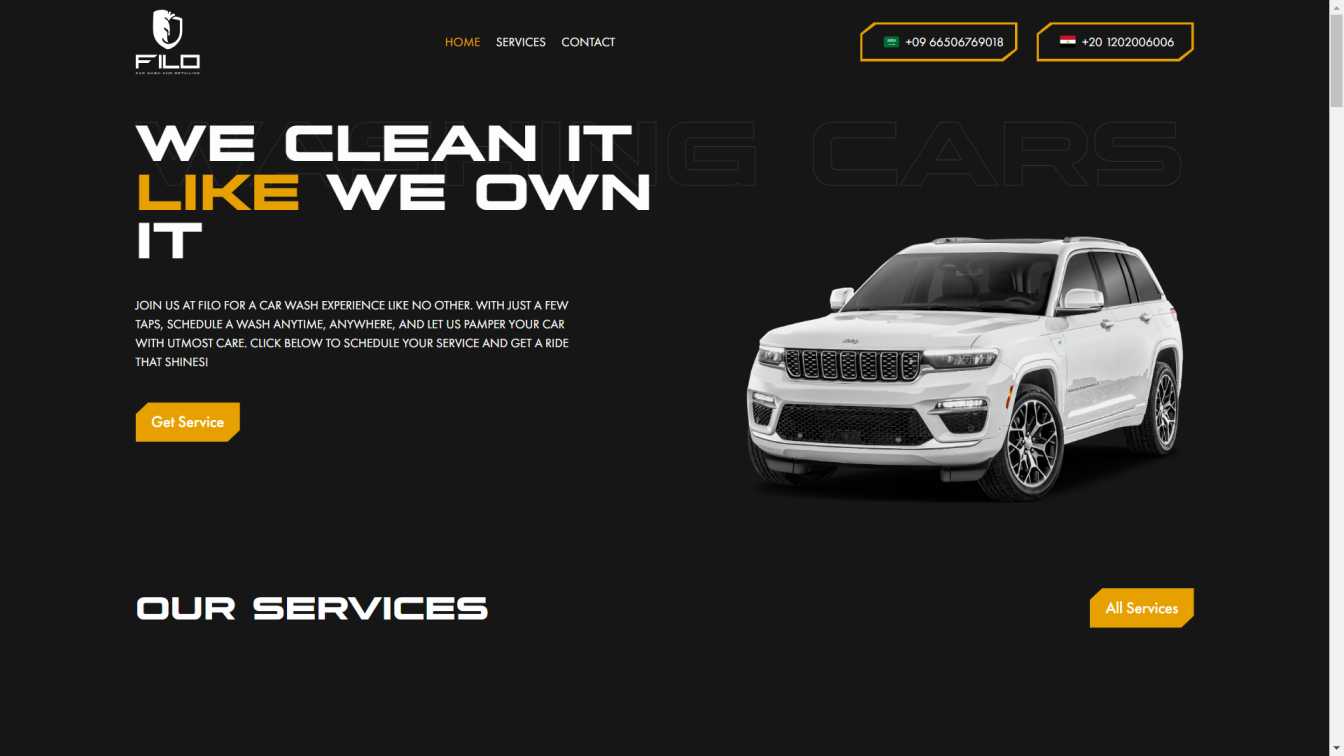 FILO
CAR WASH AND DETAILING
HOME SERVICES CONTACT
+09 66506769018
+20 1202006006
WASHING CARS
WE CLEAN IT
LIKE WE OWN
IT
JOIN US AT FILO FOR A CAR WASH EXPERIENCE LIKE NO OTHER. WITH JUST A FEW
TAPS, SCHEDULE A WASH ANYTIME, ANYWHERE, AND LET US PAMPER YOUR CAR
WITH UTMOST CARE. CLICK BELOW TO SCHEDULE YOUR SERVICE AND GET A RIDE
THAT SHINES!
Get Service
Jeep
OUR SERVICES
All Services